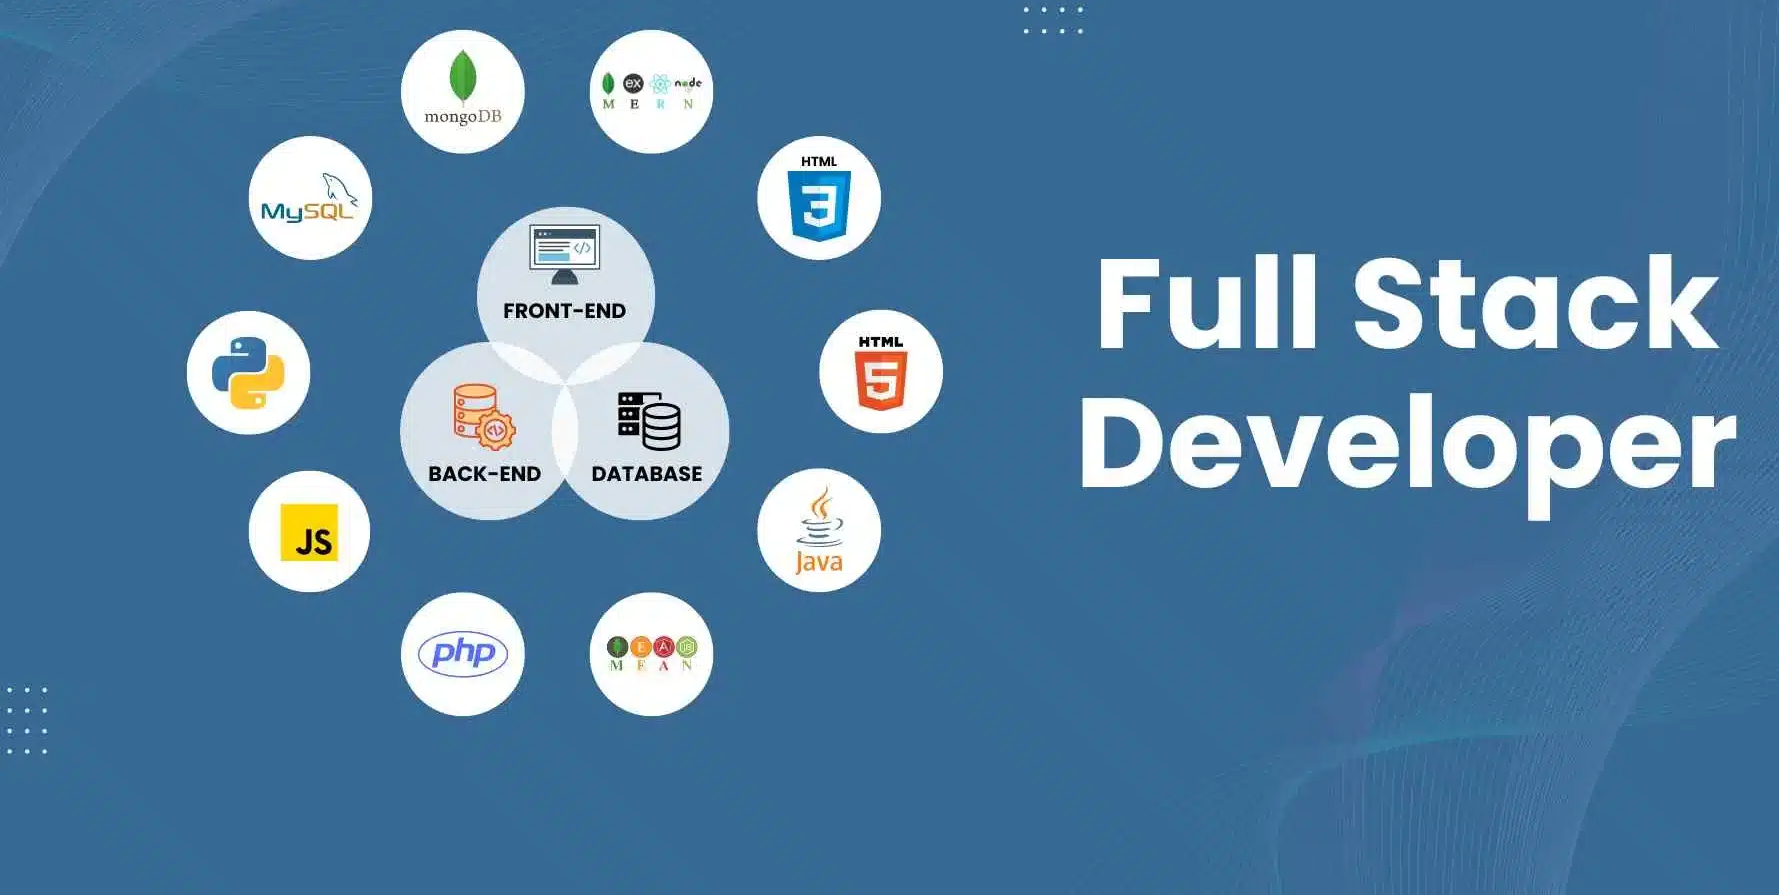 mongoDB
ex
node
M E R N
MySQL
HTML
3
FRONT-END
HTML
5
BACK-END
DATABASE
JS
Java
php
E A
M E A N
Full Stack
Developer